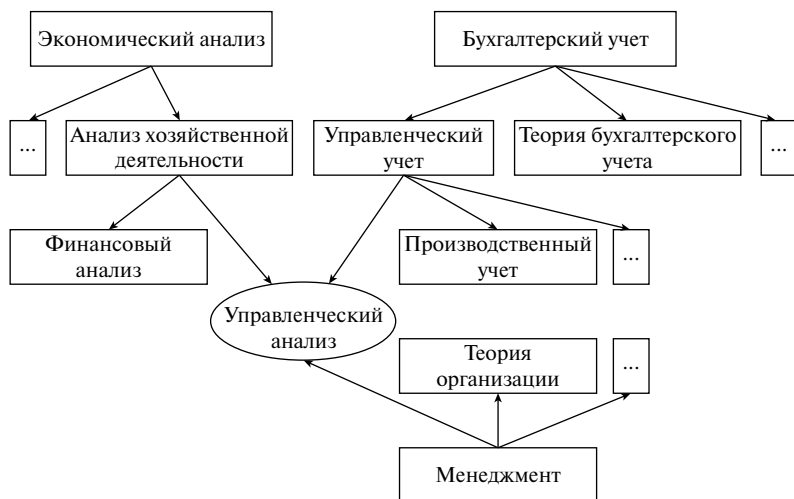 Экономический анализ
Бухгалтерский учет
...
Анализ хозяйственной
деятельности
Управленческий
учет
Теория бухгалтерского
учета
...
Финансовый
анализ
Производственный
учет
...
Управленческий
анализ
Теория
организации
...
Менеджмент